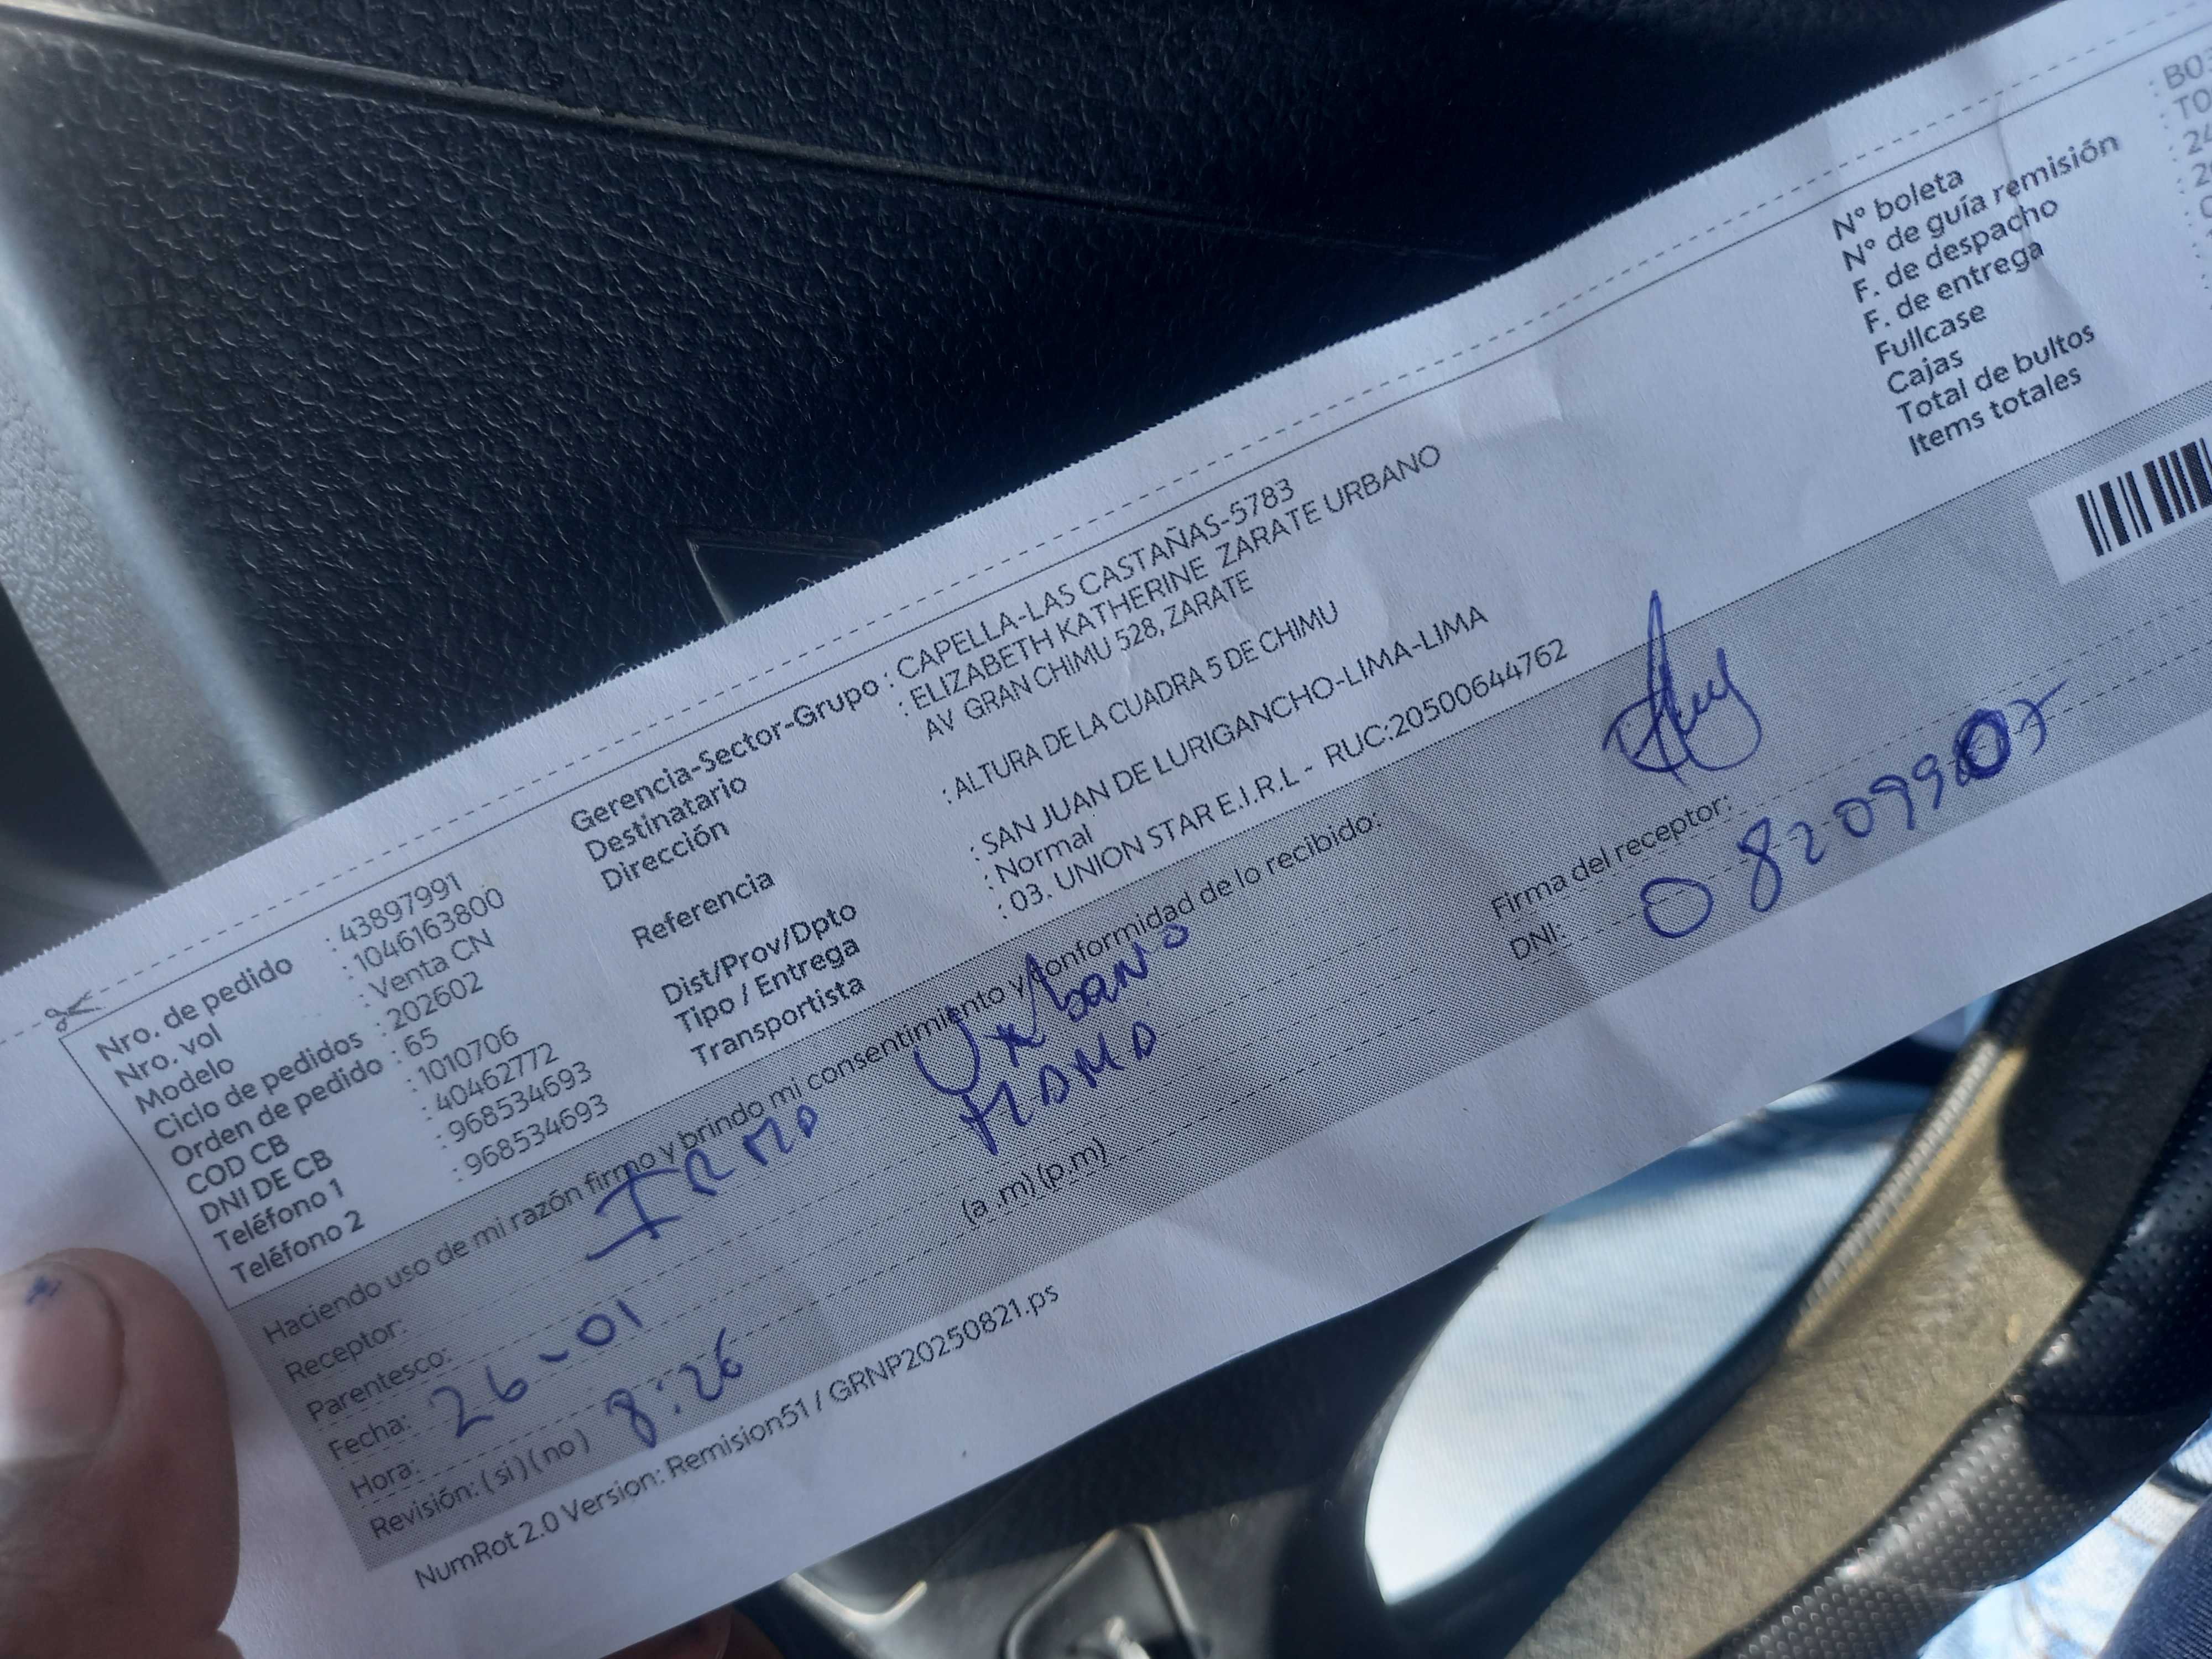 Nro. de pedido : 43897991
Nro. vol : 1046163800
Modelo : Venta CN
Ciclo de pedidos : 202602
Orden de pedido : 65
COD CB : 1010706
DNI DE CB : 40462772
Teléfono 1 : 968534693
Teléfono 2 : 968534693
Gerencia-Sector-Grupo : CAPELLA-LAS CASTAÑAS-5783
Destinatario : ELIZABETH KATHERINE ZARATE URBANO
Dirección AV GRAN CHIMU 528, ZARATE
Referencia : ALTURA DE LA CUADRA 5 DE CHIMU
Dist/Prov/Dpto : SAN JUAN DE LURIGANCHO-LIMA-LIMA
Tipo / Entrega : Normal
Transportista : 03. UNION STAR E.I.R.L - RUC:20500644762
N° boleta : B03
N° de guía remisión : T0
F. de despacho : 24
F. de entrega
Fullcase
Cajas
Total de bultos
Items totales
Haciendo uso de mi razón firmo y brindo mi consentimiento y conformidad de lo recibido:
Receptor: Urbano
Parentesco:
Fecha: 26-01
Hora: 8:26 (a.m) (p.m)
Revisión: (si) (no)
Firma del receptor:
DNI:
NumRot 2.0 Version: Remision51 / GRNP20250821.ps